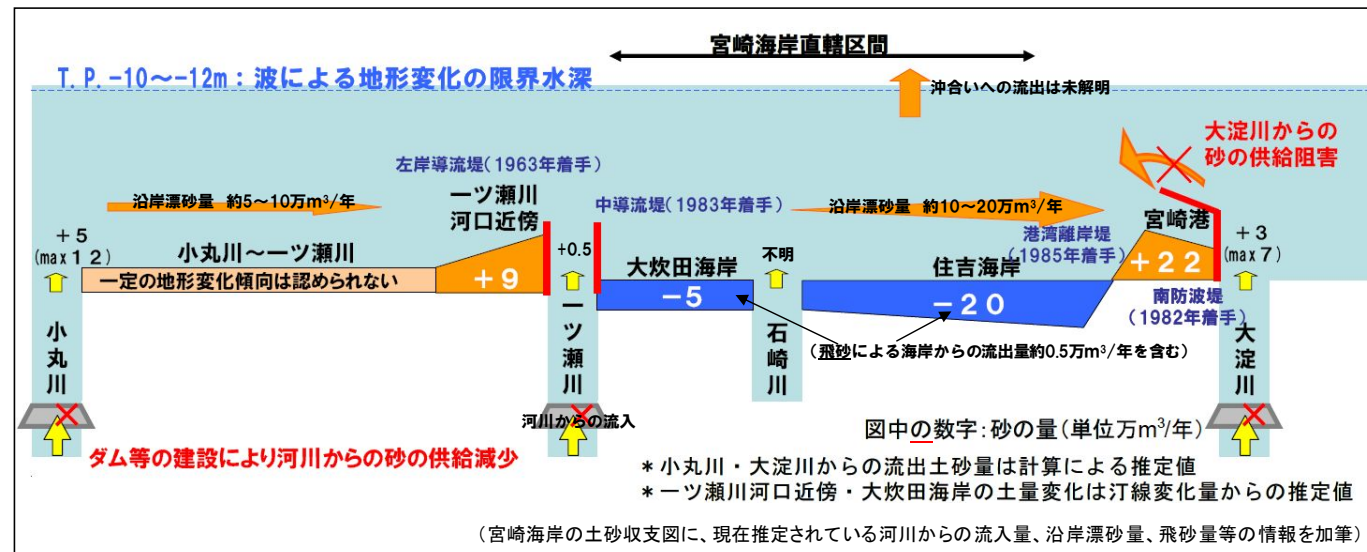 宮崎海岸直轄区間
T.P.-10～-12m：波による地形変化の限界水深
沖合いへの流出は未解明
大淀川からの
砂の供給阻害
左岸導流堤(1963年着手)
一ツ瀬川
河口近傍
沿岸漂砂量 約5～10万m³/年
中導流堤(1983年着手)
沿岸漂砂量 約10～20万m³/年
宮崎港
港湾離岸堤
(1985年着手)
＋5
(max12)
小丸川～一ツ瀬川
一定の地形変化傾向は認められない
＋9
+0.5
大炊田海岸
－5
不明
住吉海岸
－20
＋22
＋3
(max7)
南防波堤
(1982年着手)
(飛砂による海岸からの流出量約0.5万m³/年を含む)
小丸川
一ツ瀬川
石崎川
大淀川
河川からの流入
ダム等の建設により河川からの砂の供給減少
図中の数字：砂の量(単位万m³/年)
＊小丸川・大淀川からの流出土砂量は計算による推定値
＊一ツ瀬川河口近傍・大炊田海岸の土量変化は汀線変化量からの推定値
(宮崎海岸の土砂収支図に、現在推定されている河川からの流入量、沿岸漂砂量、飛砂量等の情報を加筆)